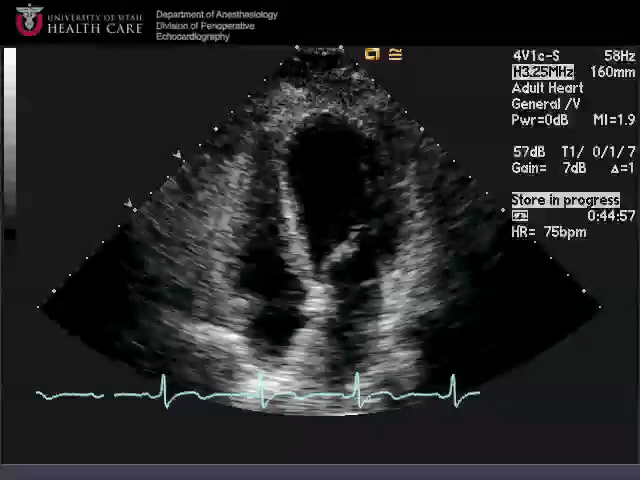 UNIVERSITY OF UTAH
HEALTH CARE
Department of Anesthesiology
Division of Perioperative
Echocardiography
4V1c-S 58Hz
H3.25MHz 160mm
Adult Heart
General /V
Pwr=0dB MI=1.9
57dB T1/ 0/1/7
Gain= 7dB Δ=1
Store in progress
0:44:57
HR= 75bpm